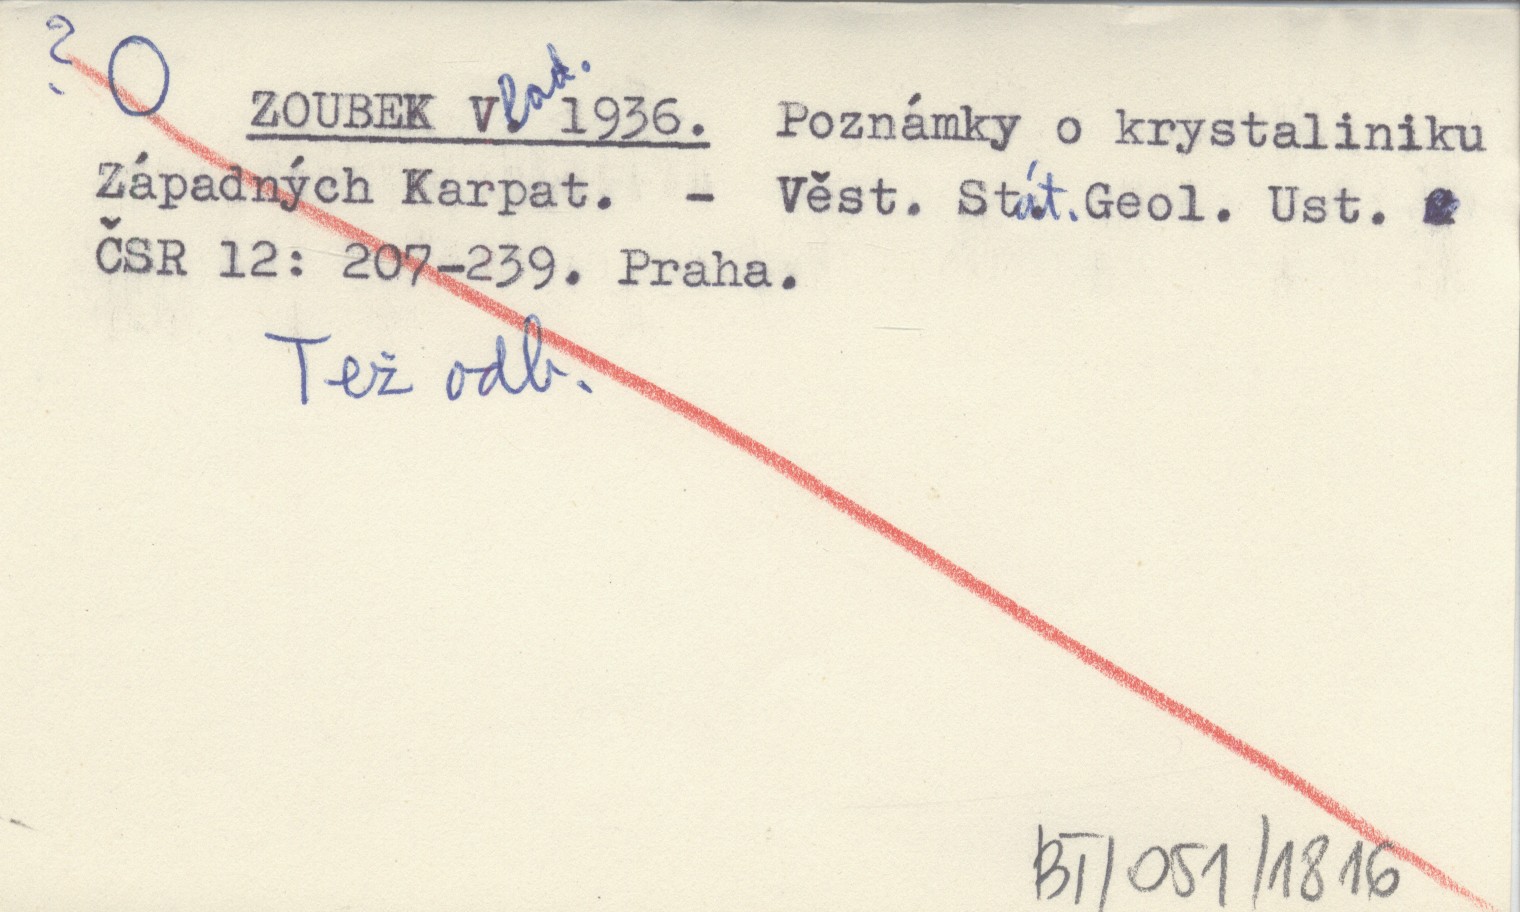 ? O
ZOUBEK Vlad. 1936. Poznámky o krystaliniku
Západných Karpat. - Věst. Stát. Geol. Ust.
ČSR 12: 207-239. Praha.
Též odb.
BT/051/1816